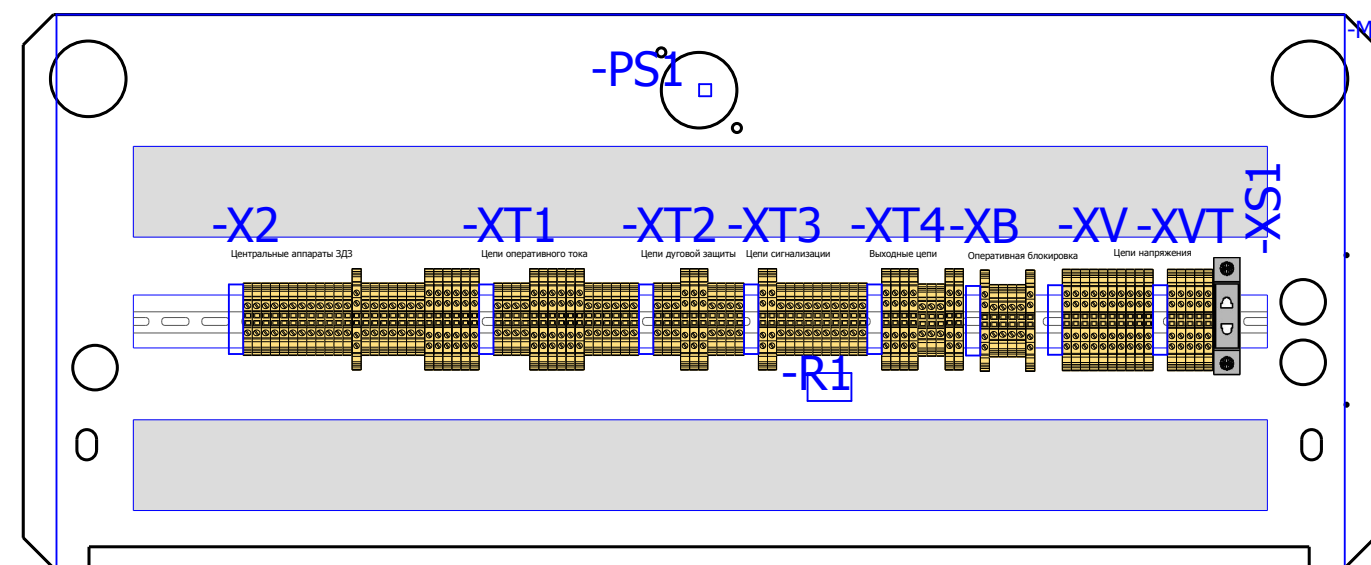 -M
-PS1
-X2
-XT1
-XT2
-XT3
-XT4
-XB
-XV
-XVT
-XS1
Центральные аппараты ЗДЗ
Цепи оперативного тока
Цепи дуговой защиты
Цепи сигнализации
Выходные цепи
Оперативная блокировка
Цепи напряжения
-R1